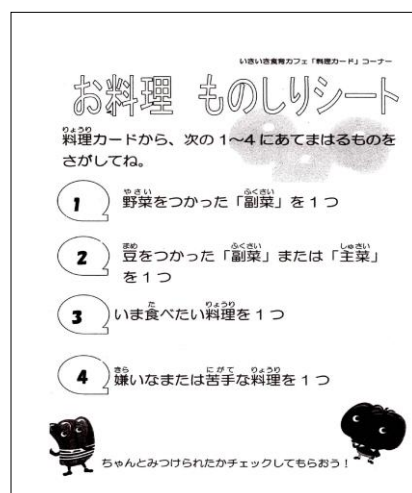 いきいき食育カフェ「料理カード」コーナー
お料理 ものしりシート
料理カードから、次の1~4にあてはまるものを
さがしてね。
1 野菜をつかった「副菜」を1つ
2 豆をつかった「副菜」または「主菜」
を1つ
3 いま食べたい料理を1つ
4 嫌いなまたは苦手な料理を1つ
ちゃんとみつけられたかチェックしてもらおう!